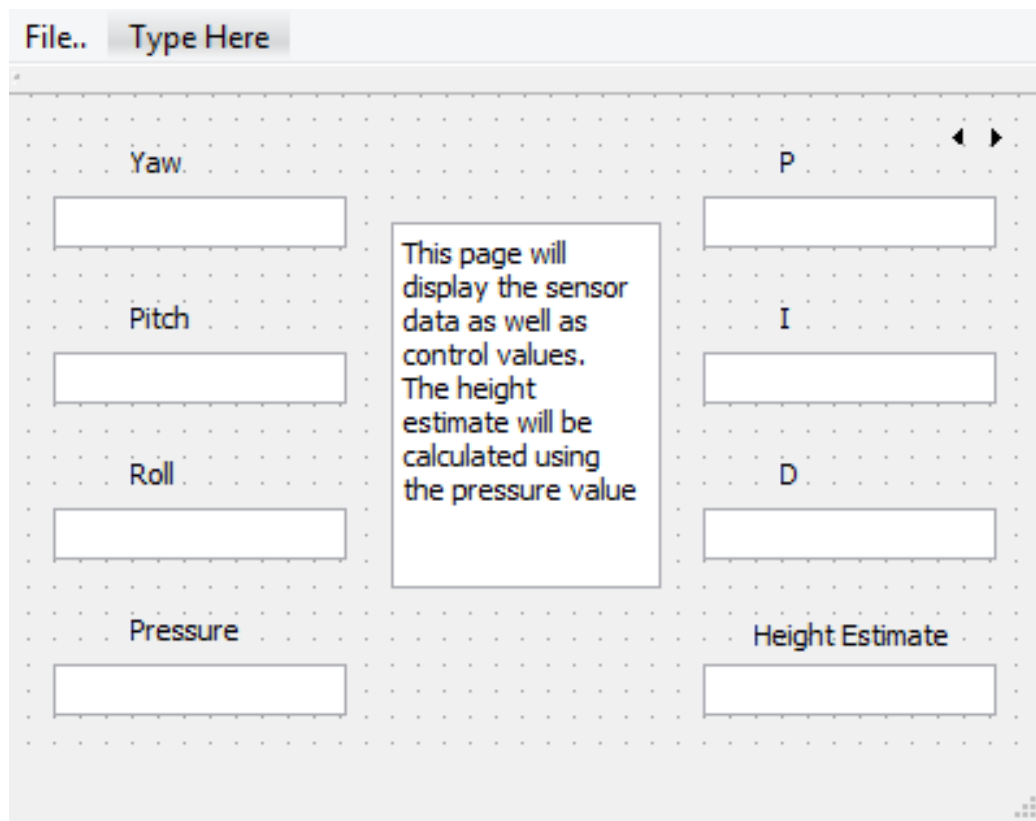 File..
Type Here
Yaw
P
This page will
display the sensor
data as well as
control values.
The height
estimate will be
calculated using
the pressure value
Pitch
I
Roll
D
Pressure
Height Estimate